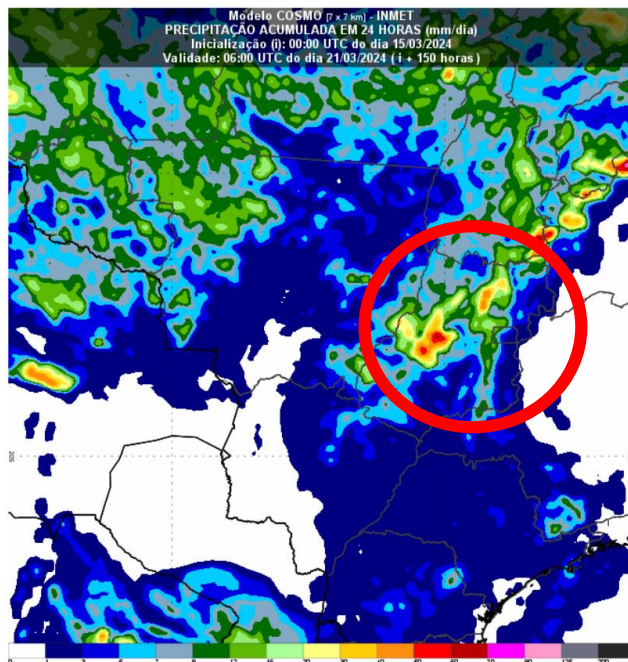 Modelo COSMO [7 x 7 km] - INMET
PRECIPITAÇÃO ACUMULADA EM 24 HORAS (mm/dia)
Inicialização (i): 00:00 UTC do dia 15/03/2024
Validade: 06:00 UTC do dia 21/03/2024 ( i + 150 horas )
20S